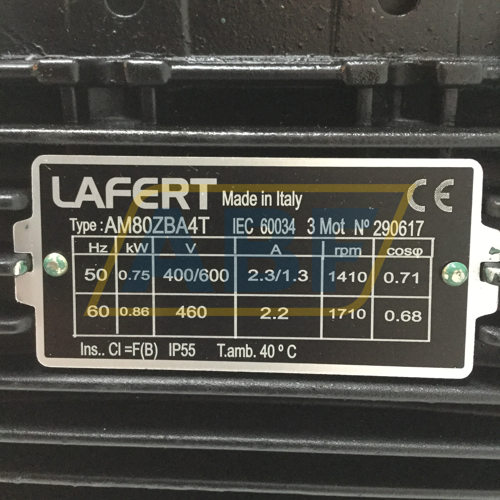 LAFERT Made in Italy CE
Type: AM80ZBA4T IEC 60034 3 Mot Nº 290617
Hz kW V A rpm cosφ
50 0.75 400/600 2.3/1.3 1410 0.71
60 0.86 460 2.2 1710 0.68
Ins.. Cl =F(B) IP55 T.amb. 40 º C